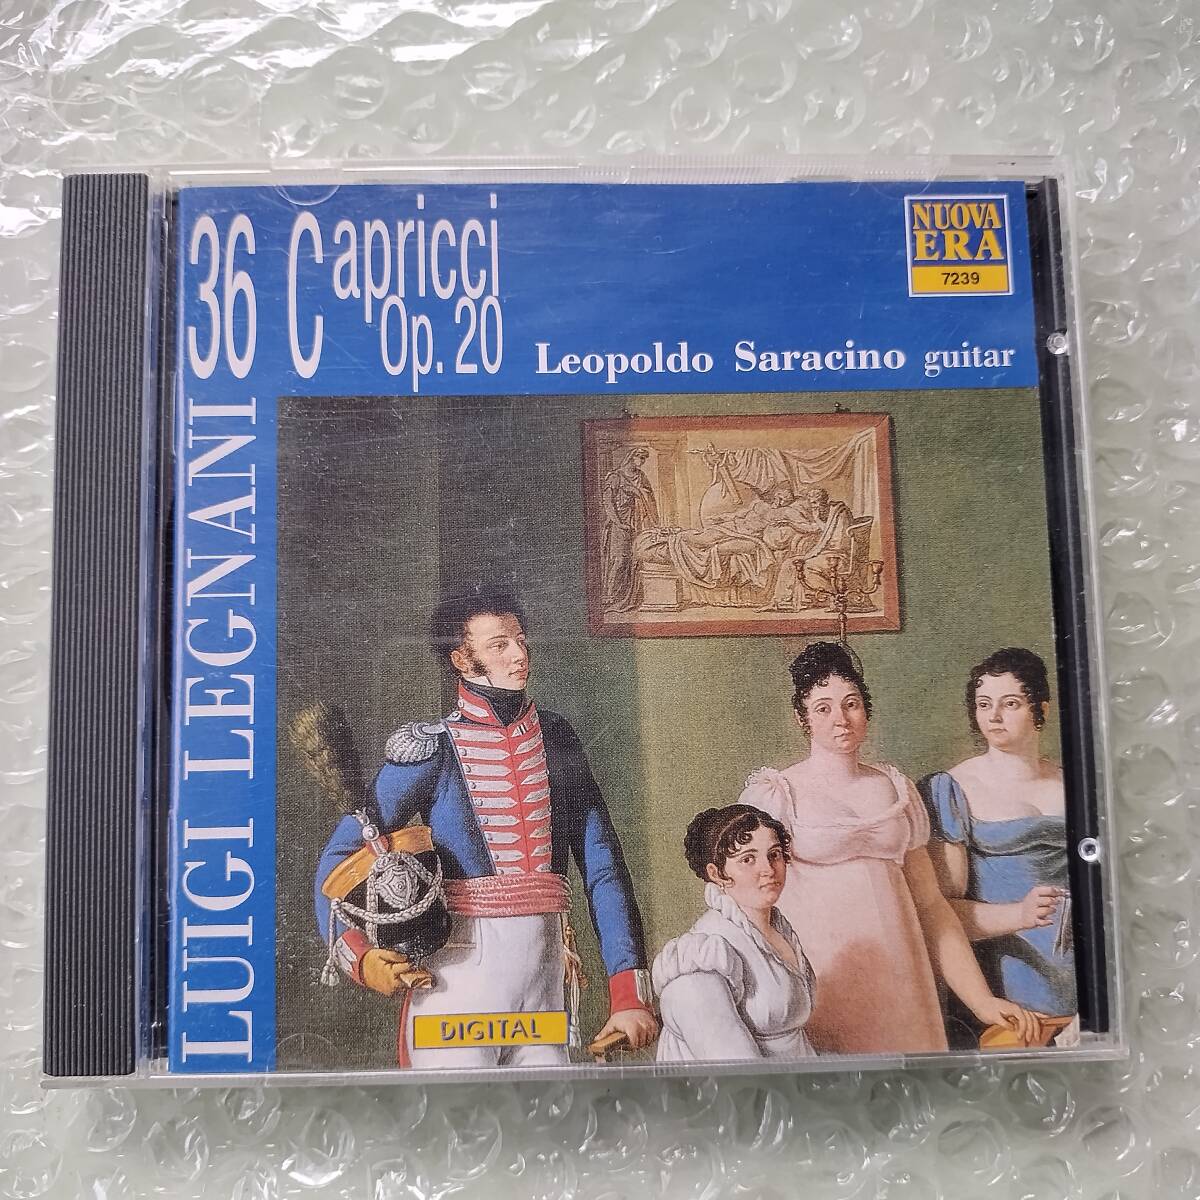 36 Capricci
Op. 20
Leopoldo Saracino guitar
NUOVA
ERA
7239
LUIGI LEGNANI
DIGITAL